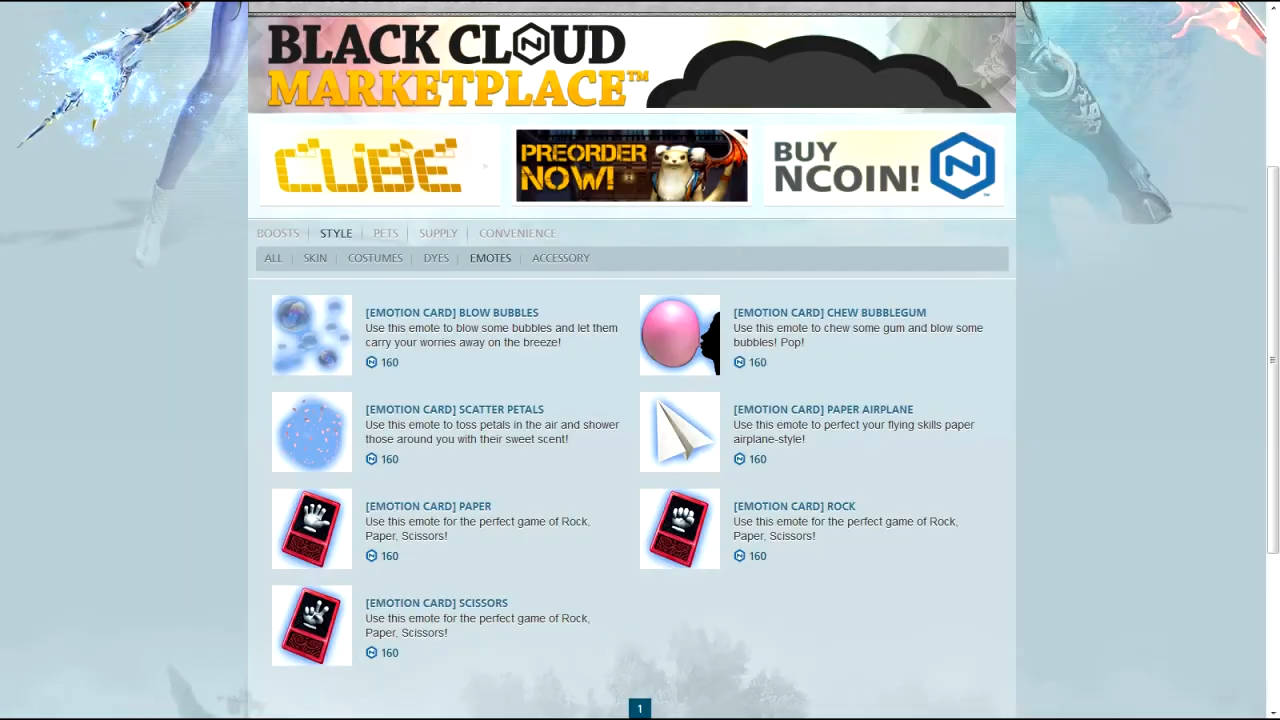 BLACK CLOUD
MARKETPLACE™
CUBE
PREORDER
NOW!
BUY
NCOIN!
BOOSTS
STYLE
PETS
SUPPLY
CONVENIENCE
ALL
SKIN
COSTUMES
DYES
EMOTES
ACCESSORY
[EMOTION CARD] BLOW BUBBLES
Use this emote to blow some bubbles and let them
carry your worries away on the breeze!
160
[EMOTION CARD] CHEW BUBBLEGUM
Use this emote to chew some gum and blow some
bubbles! Pop!
160
[EMOTION CARD] SCATTER PETALS
Use this emote to toss petals in the air and shower
those around you with their sweet scent!
160
[EMOTION CARD] PAPER AIRPLANE
Use this emote to perfect your flying skills paper
airplane-style!
160
[EMOTION CARD] PAPER
Use this emote for the perfect game of Rock,
Paper, Scissors!
160
[EMOTION CARD] ROCK
Use this emote for the perfect game of Rock,
Paper, Scissors!
160
[EMOTION CARD] SCISSORS
Use this emote for the perfect game of Rock,
Paper, Scissors!
160
1